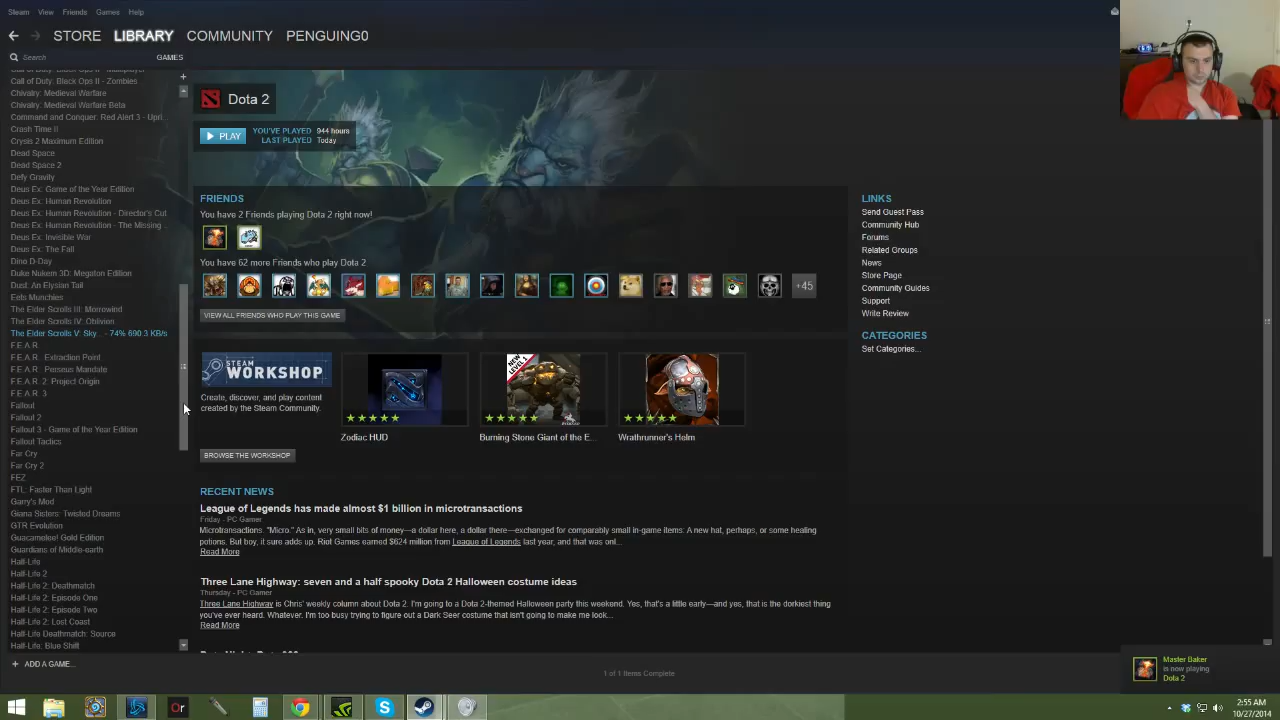 Steam View Friends Games Help
STORE LIBRARY COMMUNITY PENGUING0
Search GAMES
Call of Duty: Black Ops II - Multiplayer
Call of Duty: Black Ops II - Zombies
Chivalry: Medieval Warfare
Chivalry: Medieval Warfare Beta
Command and Conquer: Red Alert 3 - Upri...
Crash Time II
Crysis 2 Maximum Edition
Dead Space
Dead Space 2
Defy Gravity
Deus Ex: Game of the Year Edition
Deus Ex: Human Revolution
Deus Ex: Human Revolution - Director's Cut
Deus Ex: Human Revolution - The Missing ...
Deus Ex: Invisible War
Deus Ex: The Fall
Dino D-Day
Duke Nukem 3D: Megaton Edition
Dust: An Elysian Tail
Eets Munchies
The Elder Scrolls III: Morrowind
The Elder Scrolls IV: Oblivion
The Elder Scrolls V: Sky... - 74% 690.3 KB/s
F.E.A.R.
F.E.A.R.: Extraction Point
F.E.A.R.: Perseus Mandate
F.E.A.R. 2: Project Origin
F.E.A.R. 3
Fallout
Fallout 2
Fallout 3 - Game of the Year Edition
Fallout Tactics
Far Cry
Far Cry 2
FEZ
FTL: Faster Than Light
Garry's Mod
Giana Sisters: Twisted Dreams
GTR Evolution
Guacamelee! Gold Edition
Guardians of Middle-earth
Half-Life
Half-Life 2
Half-Life 2: Deathmatch
Half-Life 2: Episode One
Half-Life 2: Episode Two
Half-Life 2: Lost Coast
Half-Life Deathmatch: Source
Half-Life: Blue Shift
ADD A GAME...
Dota 2
PLAY
YOU'VE PLAYED 944 hours
LAST PLAYED Today
FRIENDS
You have 2 Friends playing Dota 2 right now!
You have 62 more Friends who play Dota 2
+45
VIEW ALL FRIENDS WHO PLAY THIS GAME
STEAM WORKSHOP
Create, discover, and play content
created by the Steam Community.
BROWSE THE WORKSHOP
Zodiac HUD
NEW LEVEL 1
Burning Stone Giant of the E...
Wrathrunner's Helm
RECENT NEWS
League of Legends has made almost $1 billion in microtransactions
Friday - PC Gamer
Microtransactions. "Micro." As in, very small bits of money—a dollar here, a dollar there—exchanged for comparably small in-game items: A new hat, perhaps, or some healing
potions. But boy, it sure adds up. Riot Games earned $624 million from League of Legends last year, and that was onl...
Read More
Three Lane Highway: seven and a half spooky Dota 2 Halloween costume ideas
Thursday - PC Gamer
Three Lane Highway is Chris' weekly column about Dota 2. I'm going to a Dota 2-themed Halloween party this weekend. Yes, that's a little early—and yes, that is the dorkiest thing
you've ever heard. Whatever. I'm too busy trying to figure out a Dark Seer costume that isn't going to make me look...
Read More
1 of 1 Items Complete
LINKS
Send Guest Pass
Community Hub
Forums
Related Groups
News
Store Page
Community Guides
Support
Write Review
CATEGORIES
Set Categories...
Master Baker
is now playing
Dota 2
Or
2:55 AM
10/27/2014